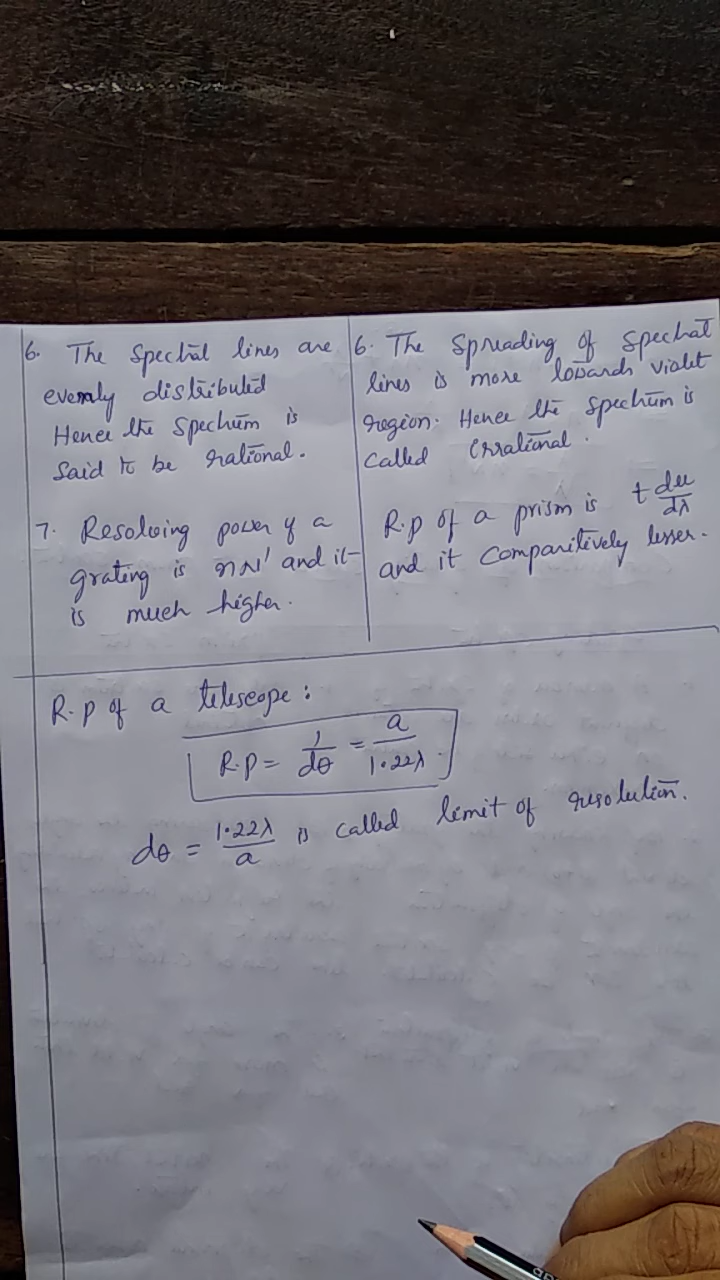 6. The Spectral lines are
evenly distributed
Hence the Spectrum is
Said to be rational.
7. Resolving power of a
grating is nN' and it
is much higher.
6. The Spreading of Spectral
lines is more towards violet
region. Hence the spectrum is
called irrational.
R.p of a prism is t dμ/dλ
and it Comparitively lesser.
R.p of a telescope:
R.p = 1/dθ = a/1.22λ
dθ = 1.22λ/a is called limit of resolution.